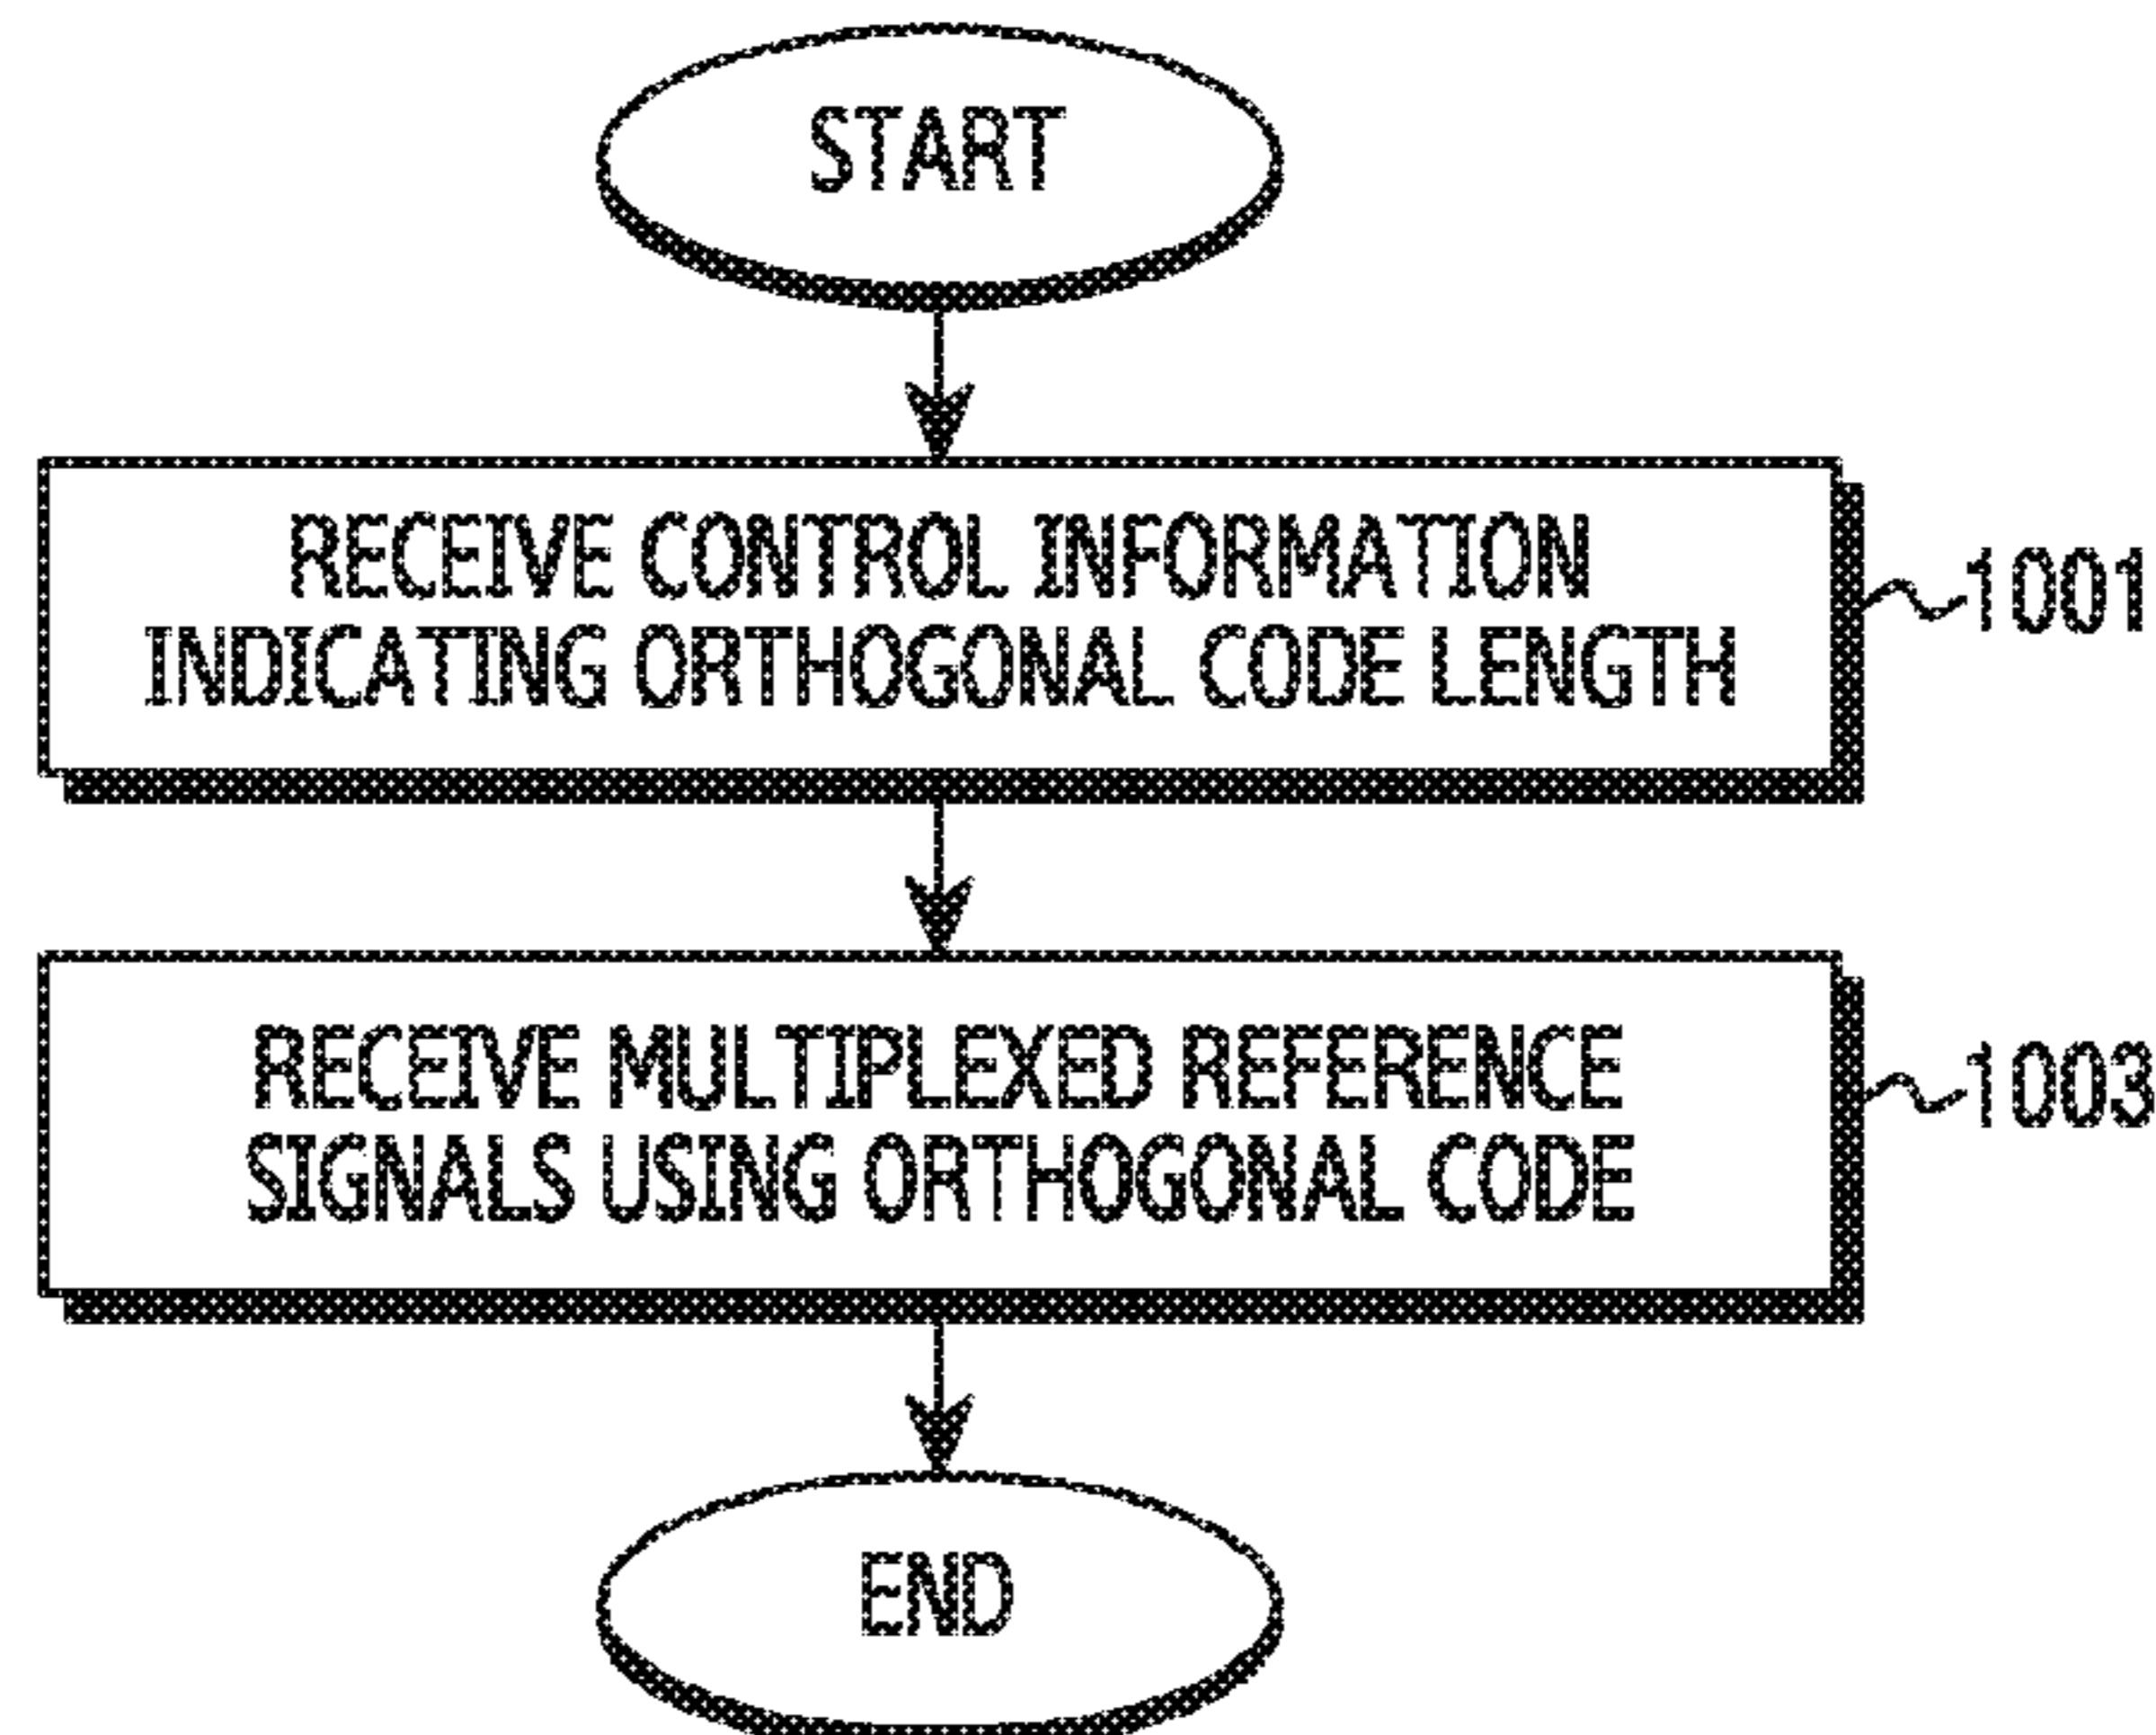 START
RECEIVE CONTROL INFORMATION
INDICATING ORTHOGONAL CODE LENGTH
1001
RECEIVE MULTIPLEXED REFERENCE
SIGNALS USING ORTHOGONAL CODE
1003
END